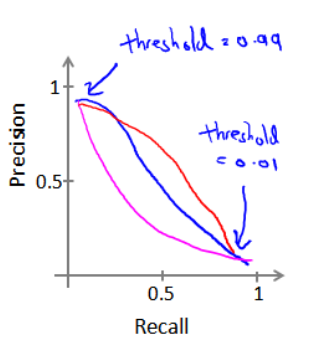 threshold = 0.99
1
threshold
= 0.01
Precision
0.5
0.5
1
Recall